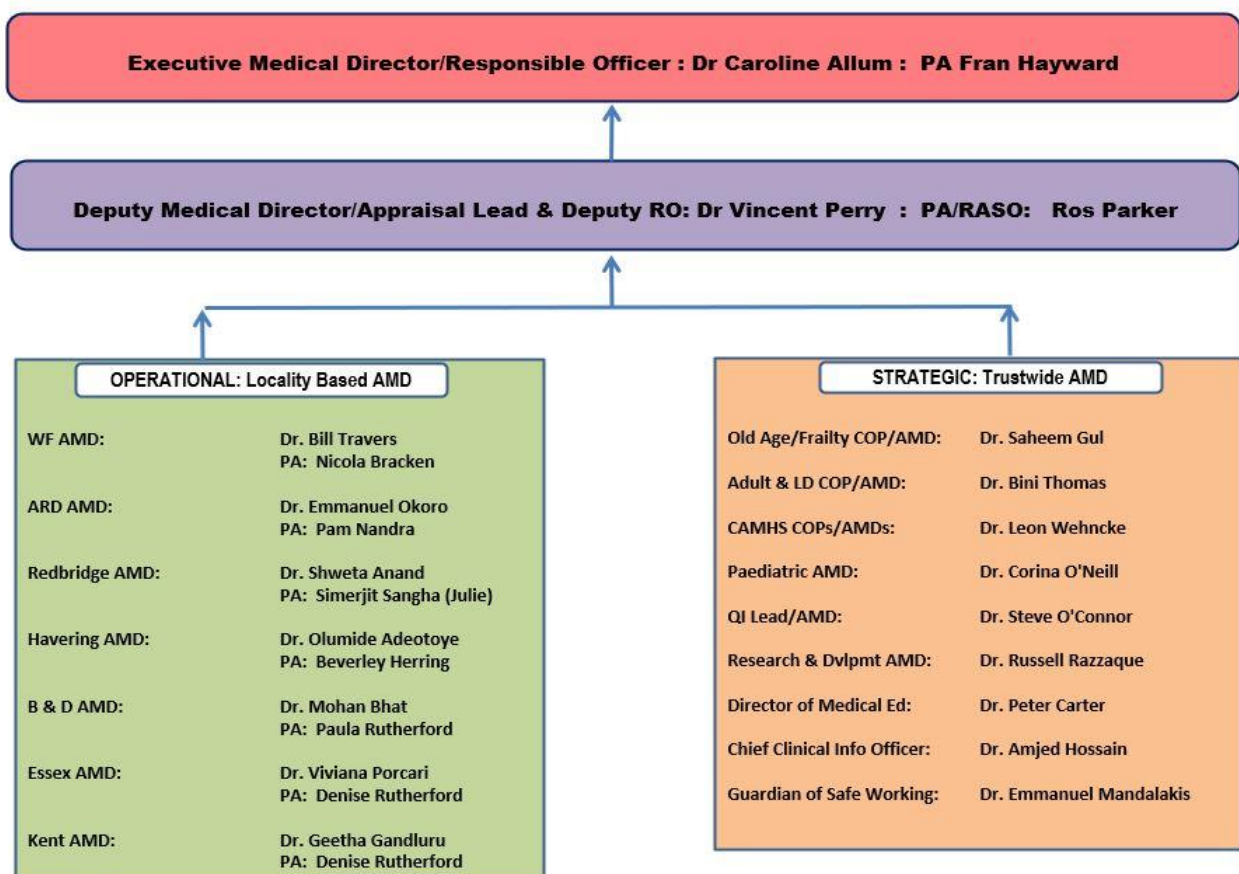 Executive Medical Director/Responsible Officer : Dr Caroline Allum : PA Fran Hayward
Deputy Medical Director/Appraisal Lead & Deputy RO: Dr Vincent Perry : PA/RASO: Ros Parker
OPERATIONAL: Locality Based AMD
WF AMD: Dr. Bill Travers
PA: Nicola Bracken
ARD AMD: Dr. Emmanuel Okoro
PA: Pam Nandra
Redbridge AMD: Dr. Shweta Anand
PA: Simerjit Sangha (Julie)
Havering AMD: Dr. Olumide Adeotoye
PA: Beverley Herring
B & D AMD: Dr. Mohan Bhat
PA: Paula Rutherford
Essex AMD: Dr. Viviana Porcari
PA: Denise Rutherford
Kent AMD: Dr. Geetha Gandluru
PA: Denise Rutherford
STRATEGIC: Trustwide AMD
Old Age/Frailty COP/AMD: Dr. Saheem Gul
Adult & LD COP/AMD: Dr. Bini Thomas
CAMHS COPs/AMDs: Dr. Leon Wehncke
Paediatric AMD: Dr. Corina O'Neill
QI Lead/AMD: Dr. Steve O'Connor
Research & Dvlpmt AMD: Dr. Russell Razzaque
Director of Medical Ed: Dr. Peter Carter
Chief Clinical Info Officer: Dr. Amjed Hossain
Guardian of Safe Working: Dr. Emmanuel Mandalakis